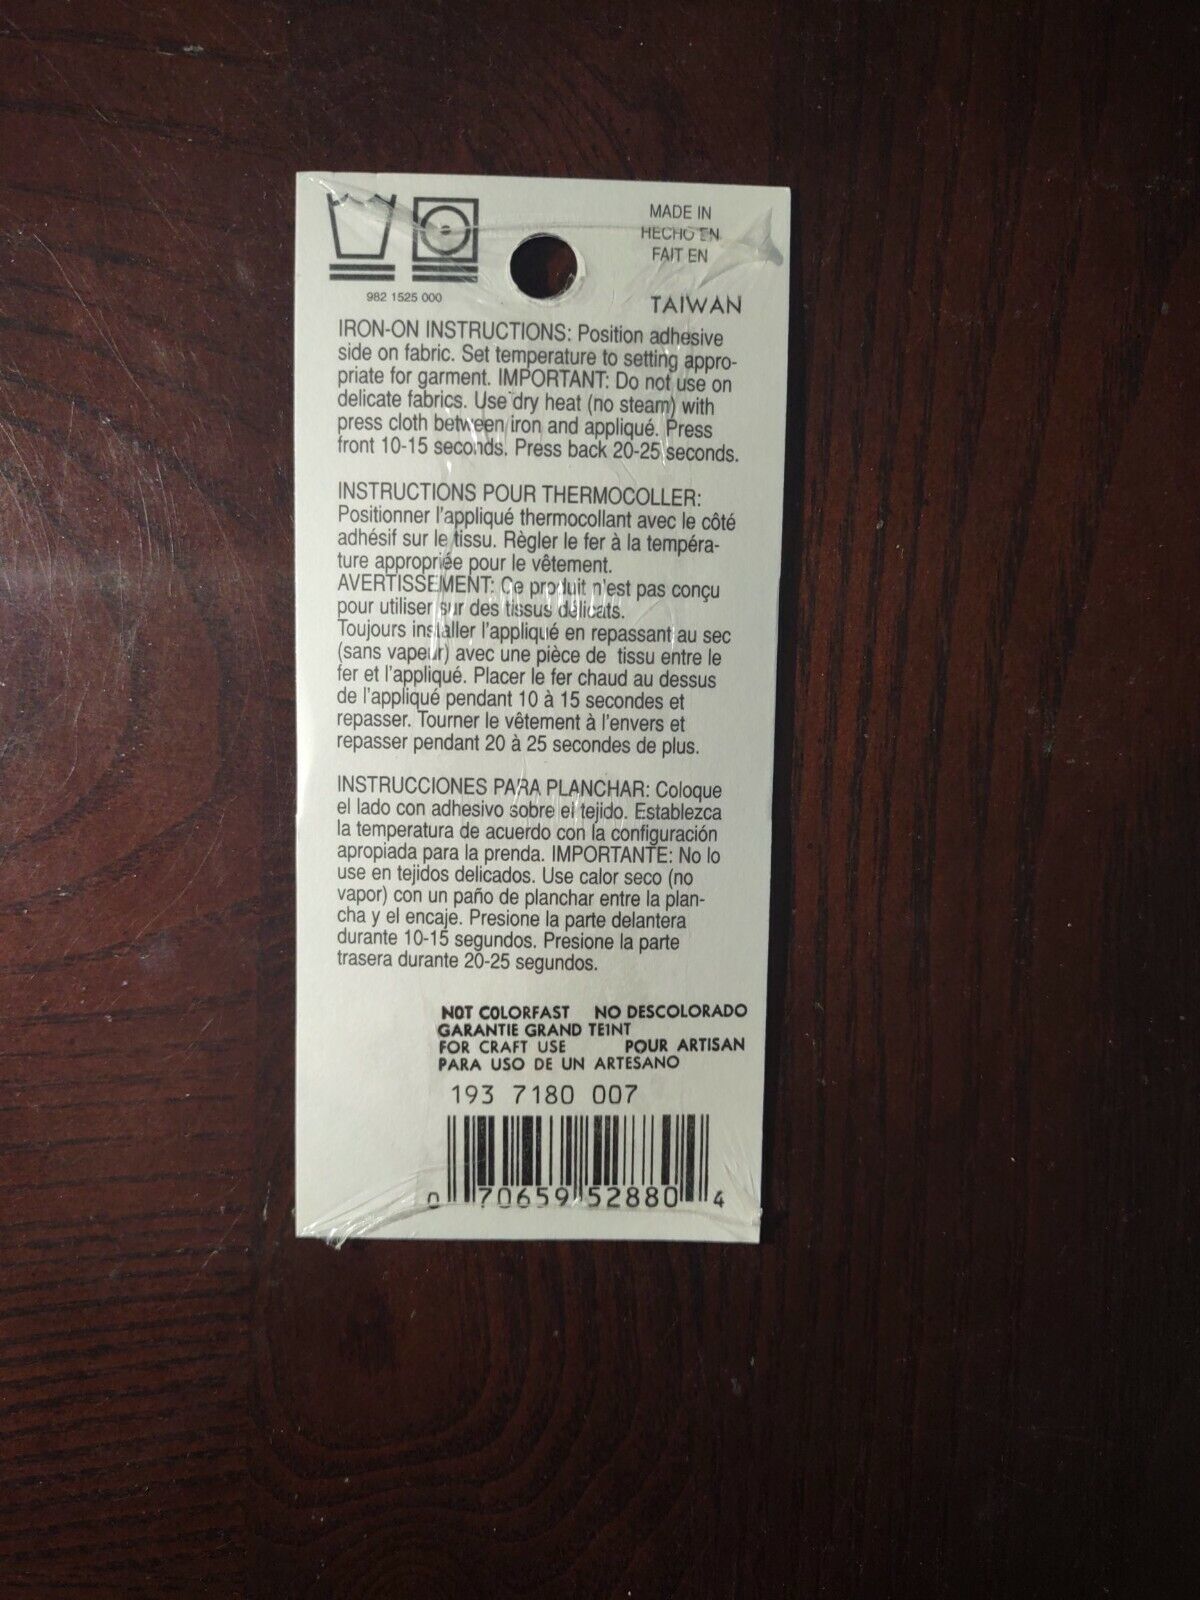 MADE IN
HECHO EN
FAIT EN
982 1525 000
TAIWAN
IRON-ON INSTRUCTIONS: Position adhesive
side on fabric. Set temperature to setting appro-
priate for garment. IMPORTANT: Do not use on
delicate fabrics. Use dry heat (no steam) with
press cloth between iron and appliqué. Press
front 10-15 seconds. Press back 20-25 seconds.
INSTRUCTIONS POUR THERMOCOLLER:
Positionner l'appliqué thermocollant avec le côté
adhésif sur le tissu. Règler le fer à la tempéra-
ture appropriée pour le vêtement.
AVERTISSEMENT: Ce produit n'est pas conçu
pour utiliser sur des tissus délicats.
Toujours installer l'appliqué en repassant au sec
(sans vapeur) avec une pièce de tissu entre le
fer et l'appliqué. Placer le fer chaud au dessus
de l'appliqué pendant 10 à 15 secondes et
repasser. Tourner le vêtement à l'envers et
repasser pendant 20 à 25 secondes de plus.
INSTRUCCIONES PARA PLANCHAR: Coloque
el lado con adhesivo sobre el tejido. Establezca
la temperatura de acuerdo con la configuración
apropiada para la prenda. IMPORTANTE: No lo
use en tejidos delicados. Use calor seco (no
vapor) con un paño de planchar entre la plan-
cha y el encaje. Presione la parte delantera
durante 10-15 segundos. Presione la parte
trasera durante 20-25 segundos.
NOT COLORFAST NO DESCOLORADO
GARANTIE GRAND TEINT
FOR CRAFT USE POUR ARTISAN
PARA USO DE UN ARTESANO
193 7180 007
0 70659 52880 4